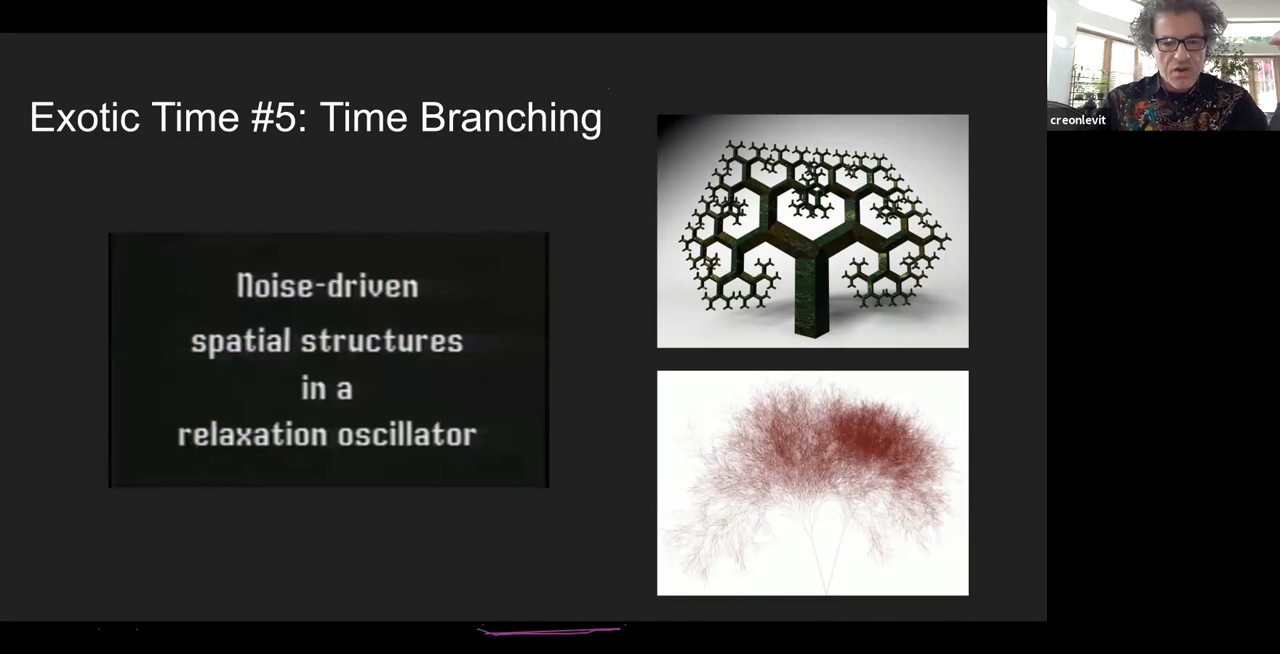 Exotic Time #5: Time Branching
Noise-driven
spatial structures
in a
relaxation oscillator
creonlevit